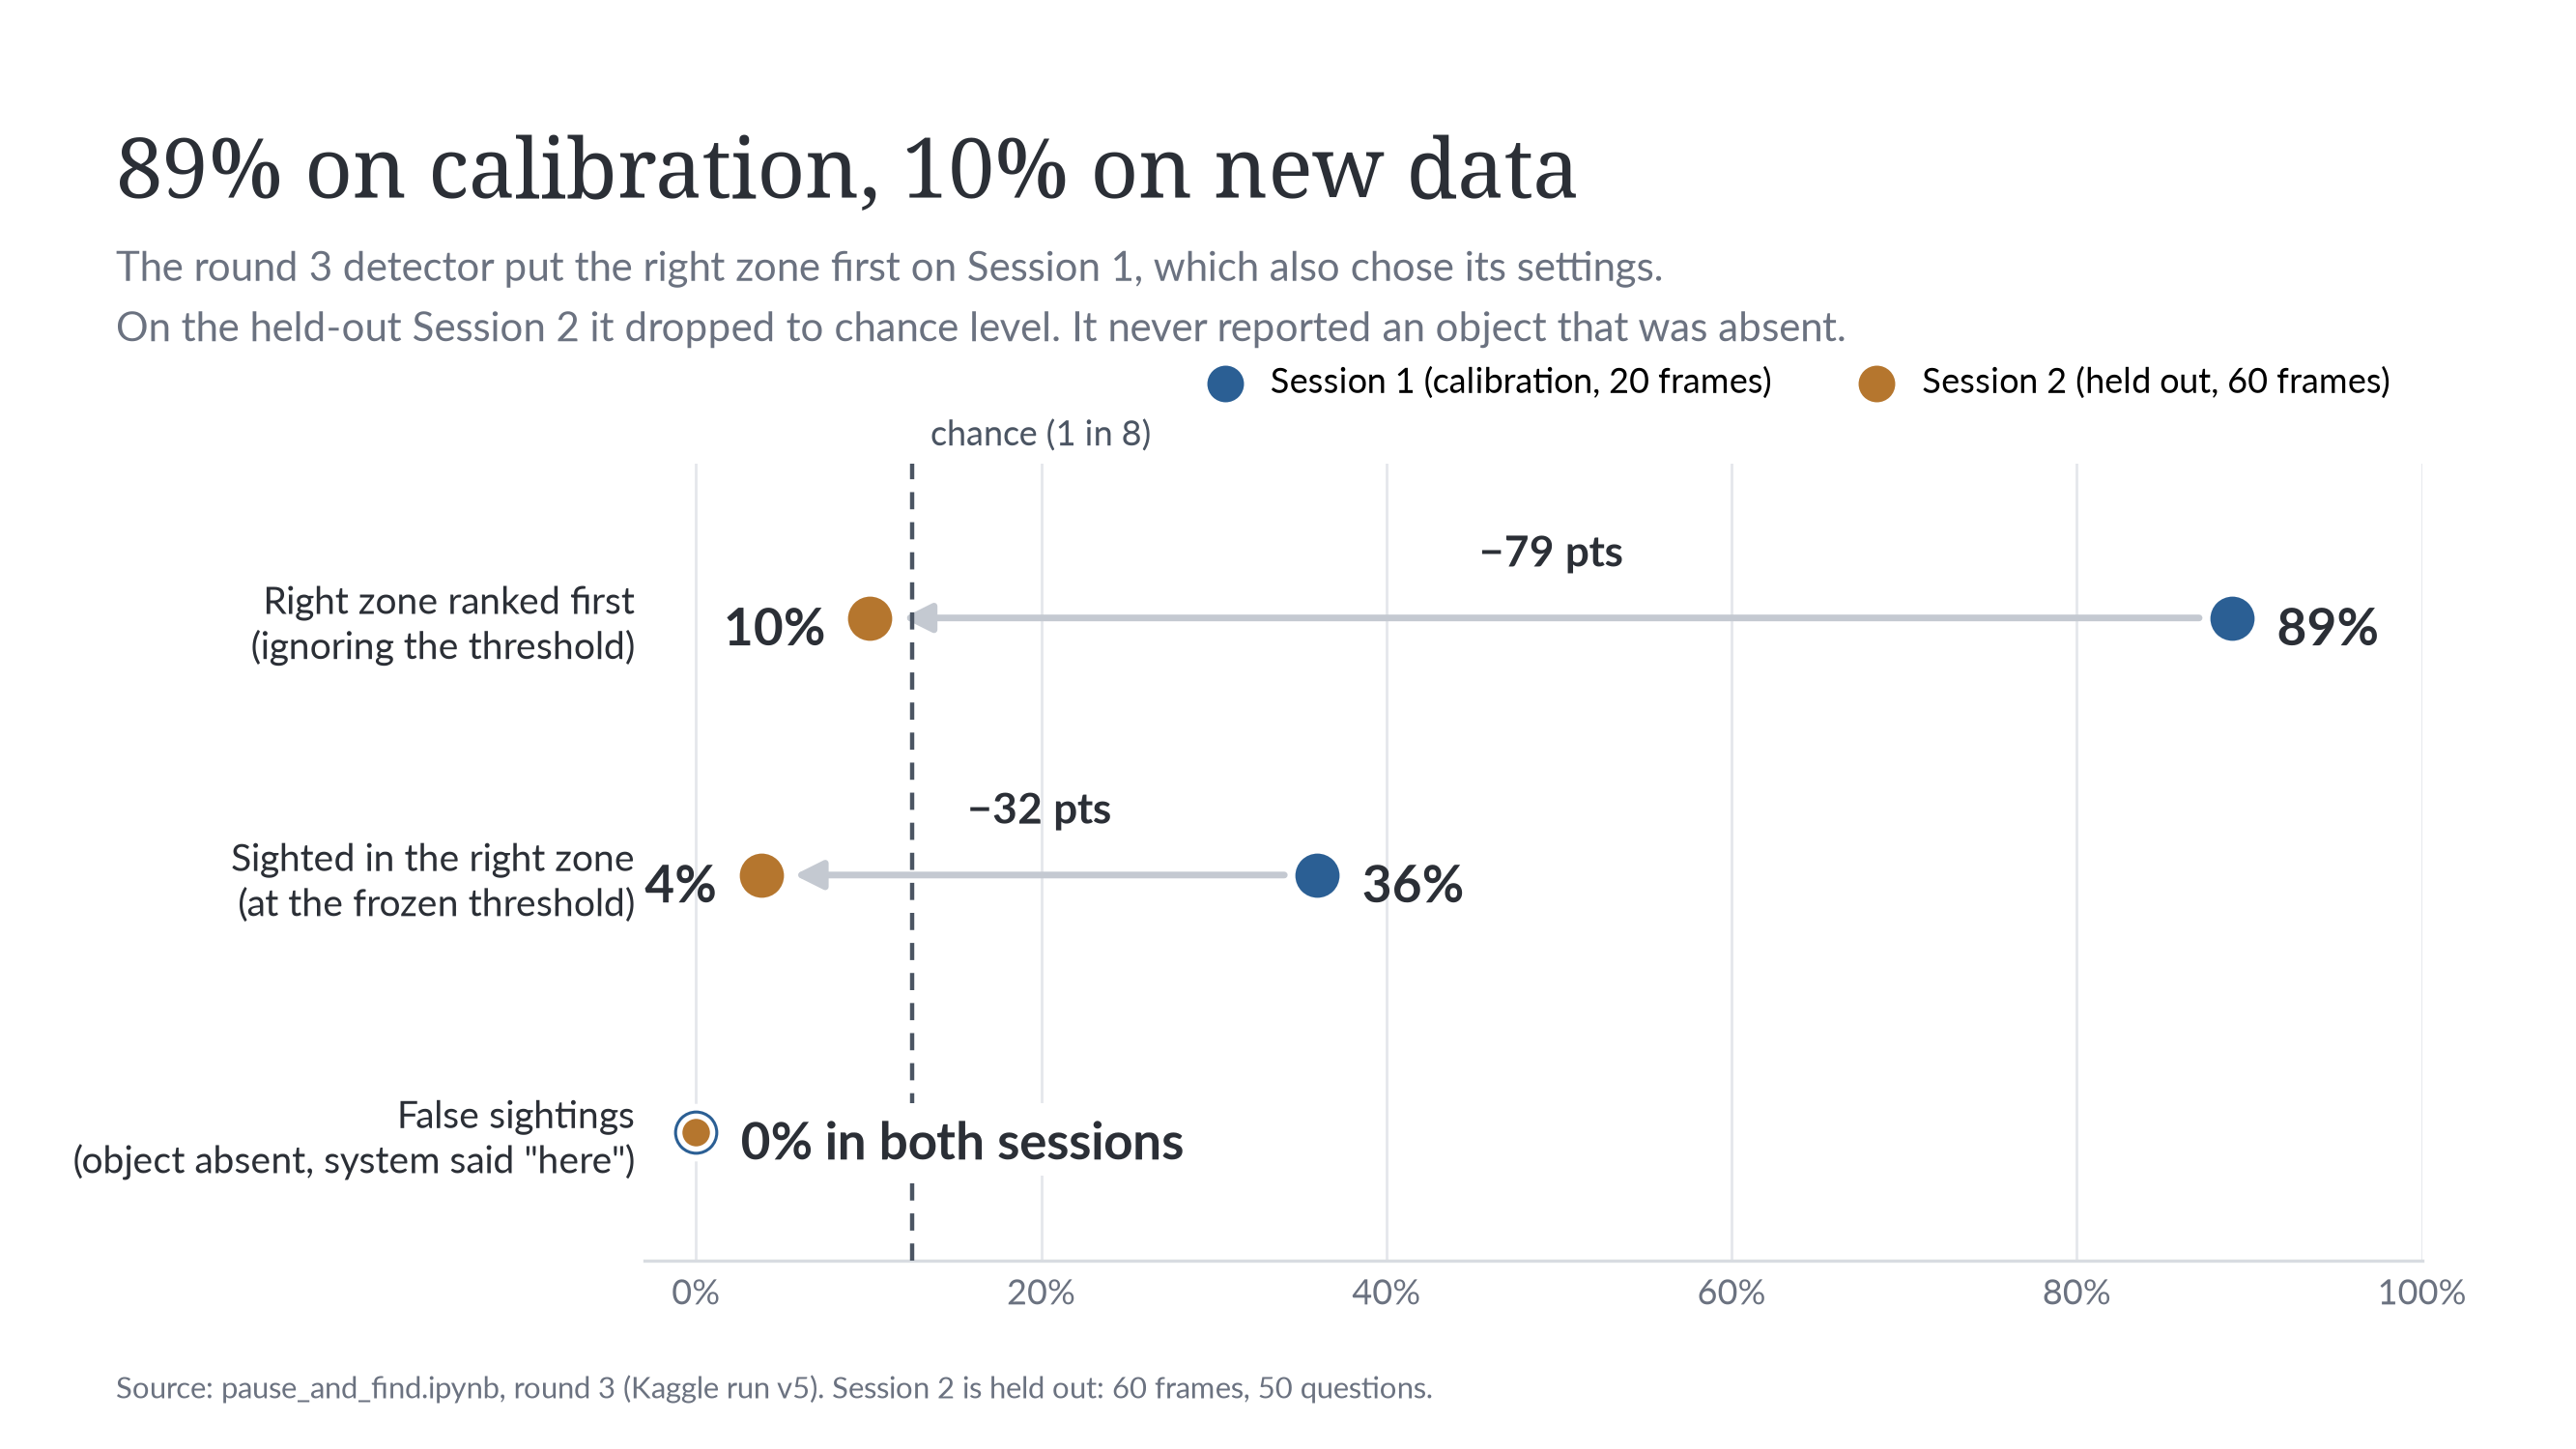 89% on calibration, 10% on new data
The round 3 detector put the right zone first on Session 1, which also chose its settings.
On the held-out Session 2 it dropped to chance level. It never reported an object that was absent.
Session 1 (calibration, 20 frames)
Session 2 (held out, 60 frames)
chance (1 in 8)
−79 pts
Right zone ranked first
(ignoring the threshold)
10%
89%
−32 pts
Sighted in the right zone
(at the frozen threshold)
4%
36%
False sightings
(object absent, system said "here")
0% in both sessions
0%
20%
40%
60%
80%
100%
Source: pause_and_find.ipynb, round 3 (Kaggle run v5). Session 2 is held out: 60 frames, 50 questions.